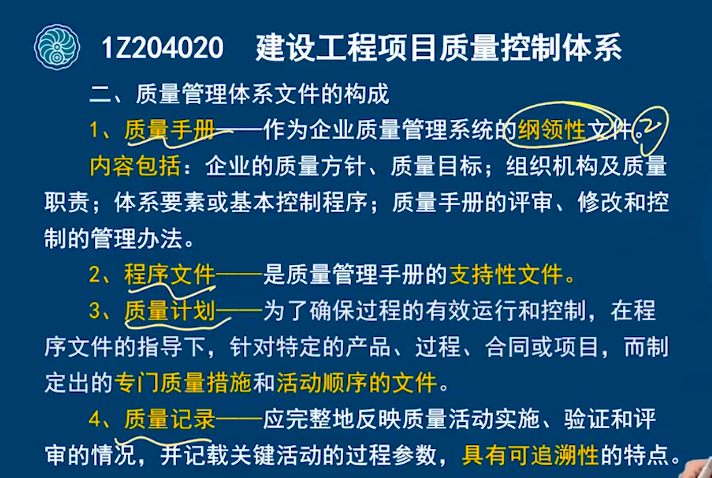 1Z204020 建设工程项目质量控制体系
二、质量管理体系文件的构成
1、质量手册——作为企业质量管理系统的纲领性文件。
内容包括：企业的质量方针、质量目标；组织机构及质量
职责；体系要素或基本控制程序；质量手册的评审、修改和控
制的管理办法。
2、程序文件——是质量管理手册的支持性文件。
3、质量计划——为了确保过程的有效运行和控制，在程
序文件的指导下，针对特定的产品、过程、合同或项目，而制
定出的专门质量措施和活动顺序的文件。
4、质量记录——应完整地反映质量活动实施、验证和评
审的情况，并记载关键活动的过程参数，具有可追溯性的特点。